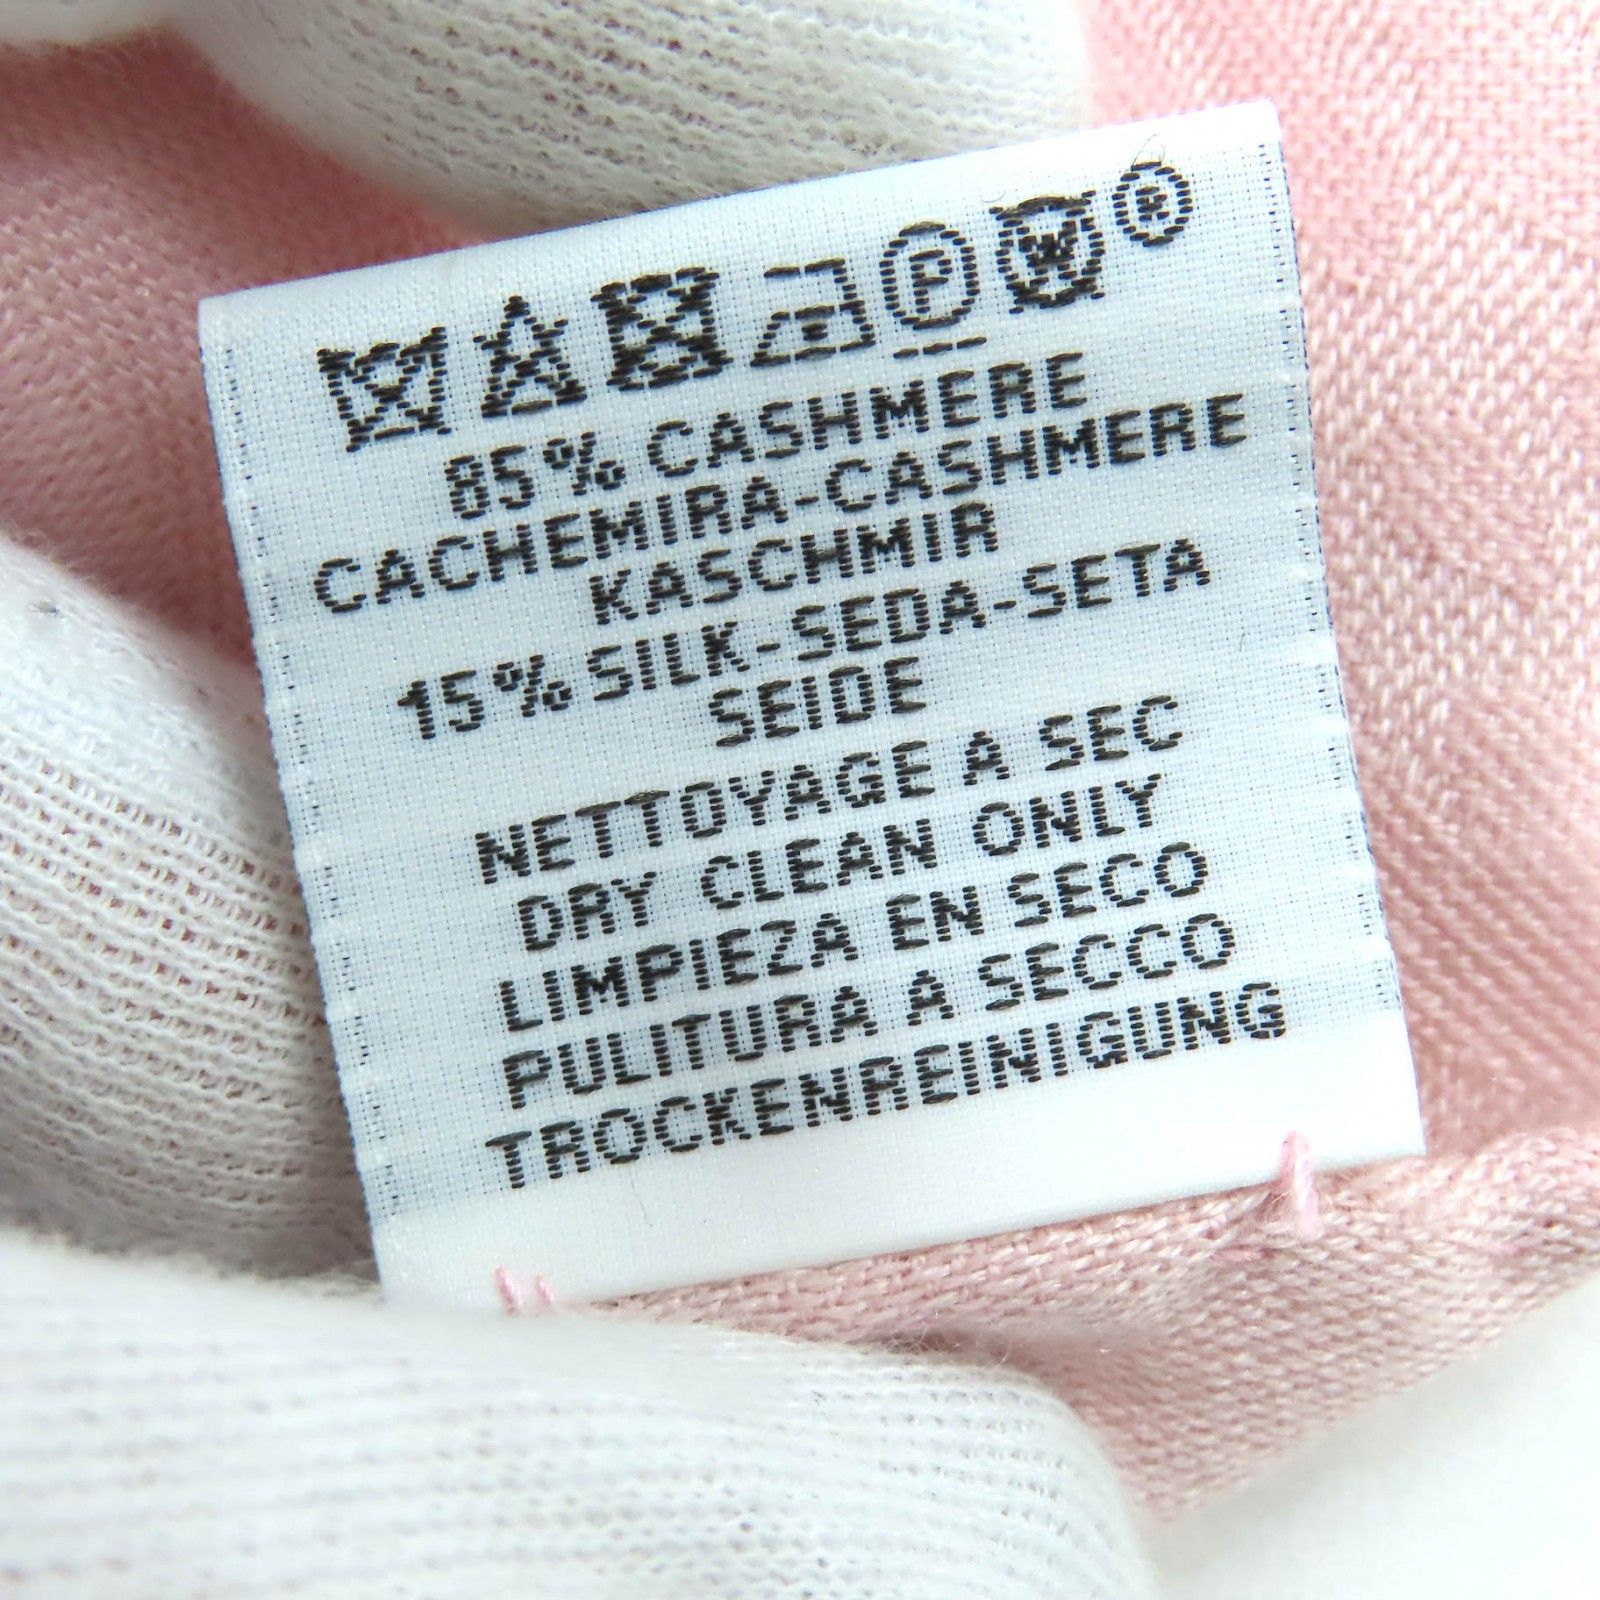 P W ®
85% CASHMERE
CACHEMIRA-CASHMERE
KASCHMIR
15% SILK-SEDA-SETA
SEIDE
NETTOYAGE A SEC
DRY CLEAN ONLY
LIMPIEZA EN SECO
PULITURA A SECCO
TROCKENREINIGUNG